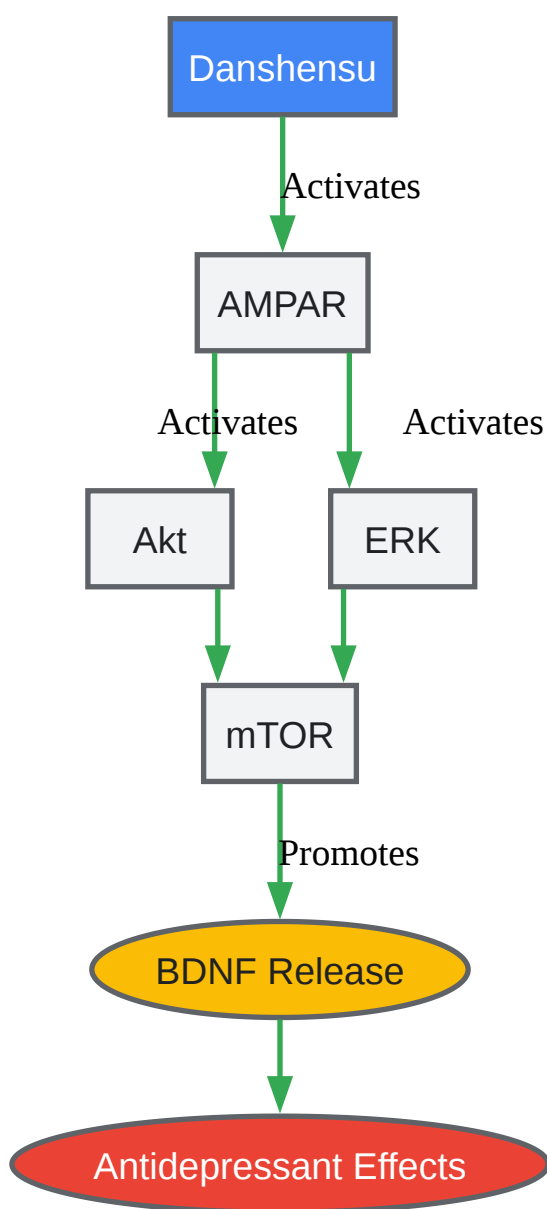 Danshensu
Activates
AMPAR
Activates
Activates
Akt
ERK
mTOR
Promotes
BDNF Release
Antidepressant Effects